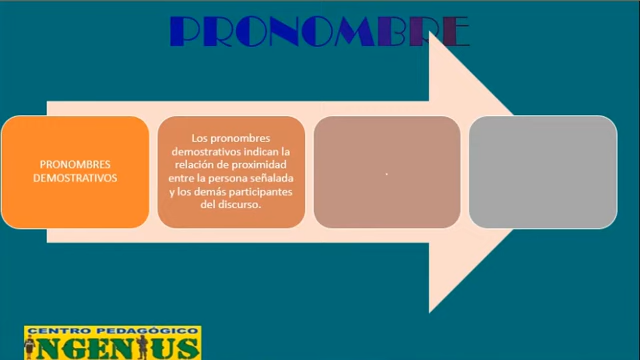 PRONOMBRE
PRONOMBRES
DEMOSTRATIVOS
Los pronombres
demostrativos indican la
relación de proximidad
entre la persona señalada
y los demás participantes
del discurso.
.
CENTRO PEDAGÓGICO
INGENIUS